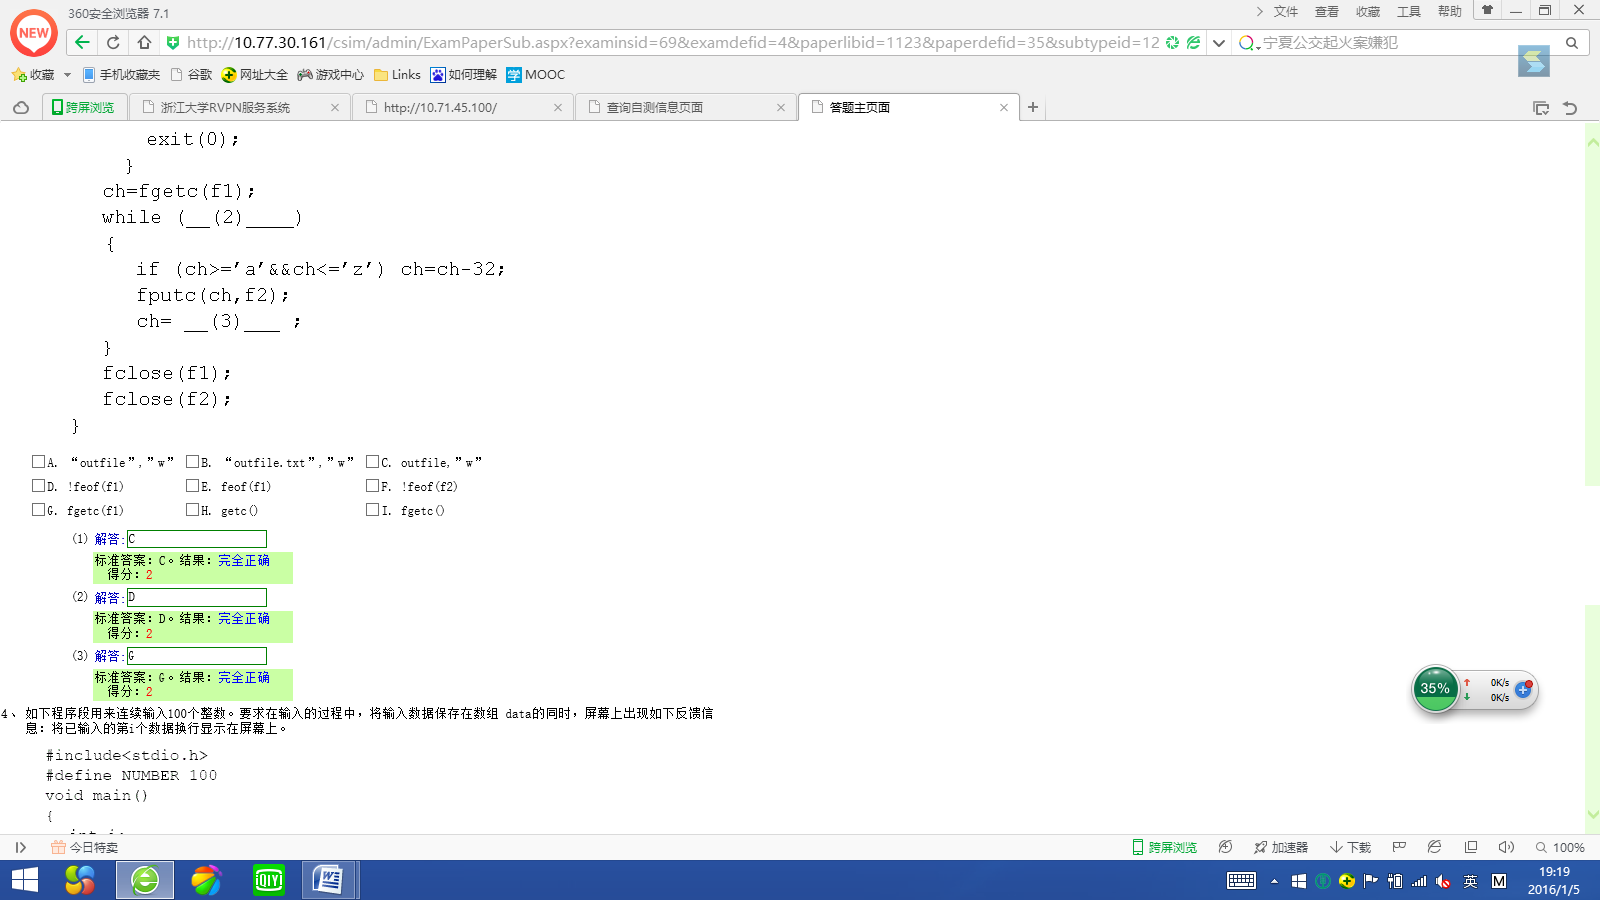 360安全浏览器 7.1
文件 查看 收藏 工具 帮助
NEW
http://10.77.30.161/csim/admin/ExamPaperSub.aspx?examinsid=69&examdefid=4&paperlibid=1123&paperdefid=35&subtypeid=12
宁夏公交起火案嫌犯
收藏 手机收藏夹 谷歌 网址大全 游戏中心 Links 如何理解 学 MOOC
跨屏浏览 浙江大学RVPN服务系统 http://10.71.45.100/ 查询自测信息页面 答题主页面
exit(0);
}
ch=fgetc(f1);
while (__(2)____)
{
if (ch>=’a’&&ch<=’z’) ch=ch-32;
fputc(ch,f2);
ch= __(3)___ ;
}
fclose(f1);
fclose(f2);
}
A. “outfile”,”w” B. “outfile.txt”,”w” C. outfile,”w”
D. !feof(f1) E. feof(f1) F. !feof(f2)
G. fgetc(f1) H. getc() I. fgetc()
(1) 解答:C
标准答案：C。结果：完全正确
得分：2
(2) 解答:D
标准答案：D。结果：完全正确
得分：2
(3) 解答:G
标准答案：G。结果：完全正确
得分：2
35% 0K/s
0K/s
4、如下程序段用来连续输入100个整数。要求在输入的过程中，将输入数据保存在数组 data的同时，屏幕上出现如下反馈信
息：将已输入的第i个数据换行显示在屏幕上。
#include<stdio.h>
#define NUMBER 100
void main()
{
int i;
今日特卖 跨屏浏览 加速器 下载 100%
QIYI
英 M 19:19
2016/1/5